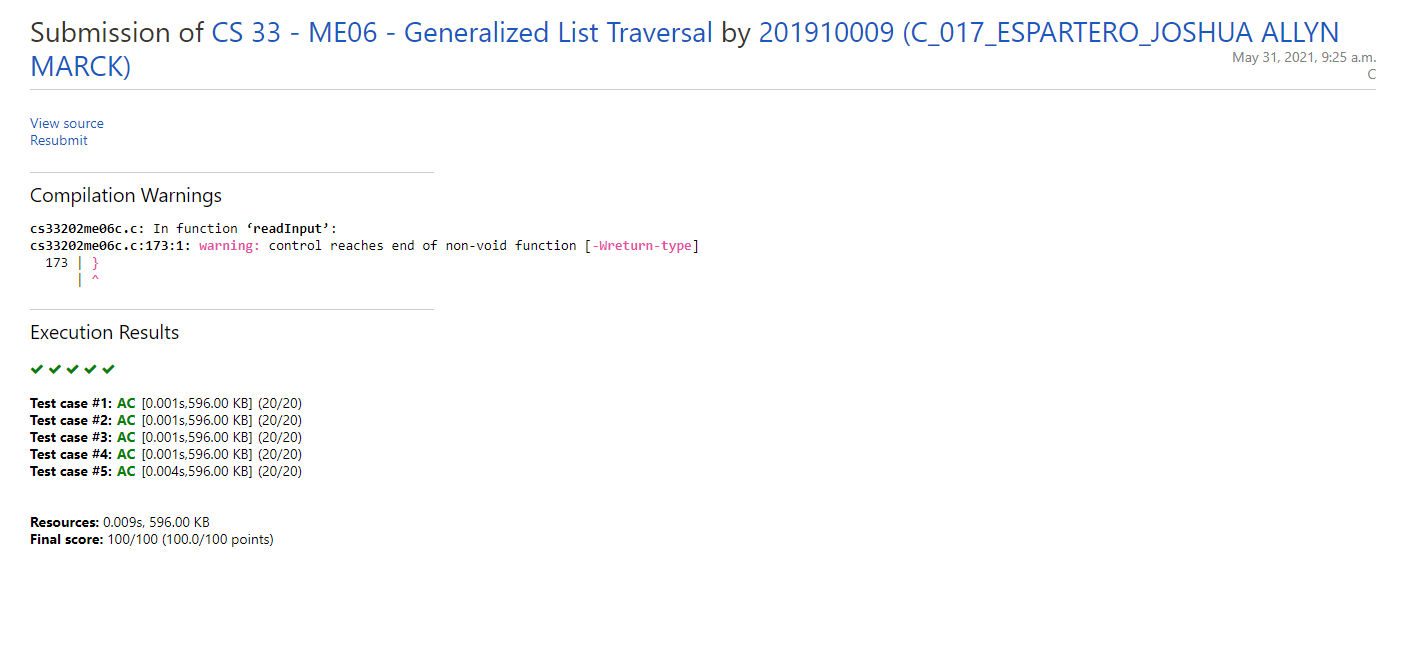 Submission of CS 33 - ME06 - Generalized List Traversal by 201910009 (C_017_ESPARTERO_JOSHUA ALLYN
MARCK)
May 31, 2021, 9:25 a.m.
C
View source
Resubmit
Compilation Warnings
cs33202me06c.c: In function ‘readInput’:
cs33202me06c.c:173:1: warning: control reaches end of non-void function [-Wreturn-type]
173 | }
| ^
Execution Results
✔ ✔ ✔ ✔ ✔
Test case #1: AC [0.001s,596.00 KB] (20/20)
Test case #2: AC [0.001s,596.00 KB] (20/20)
Test case #3: AC [0.001s,596.00 KB] (20/20)
Test case #4: AC [0.001s,596.00 KB] (20/20)
Test case #5: AC [0.004s,596.00 KB] (20/20)
Resources: 0.009s, 596.00 KB
Final score: 100/100 (100.0/100 points)